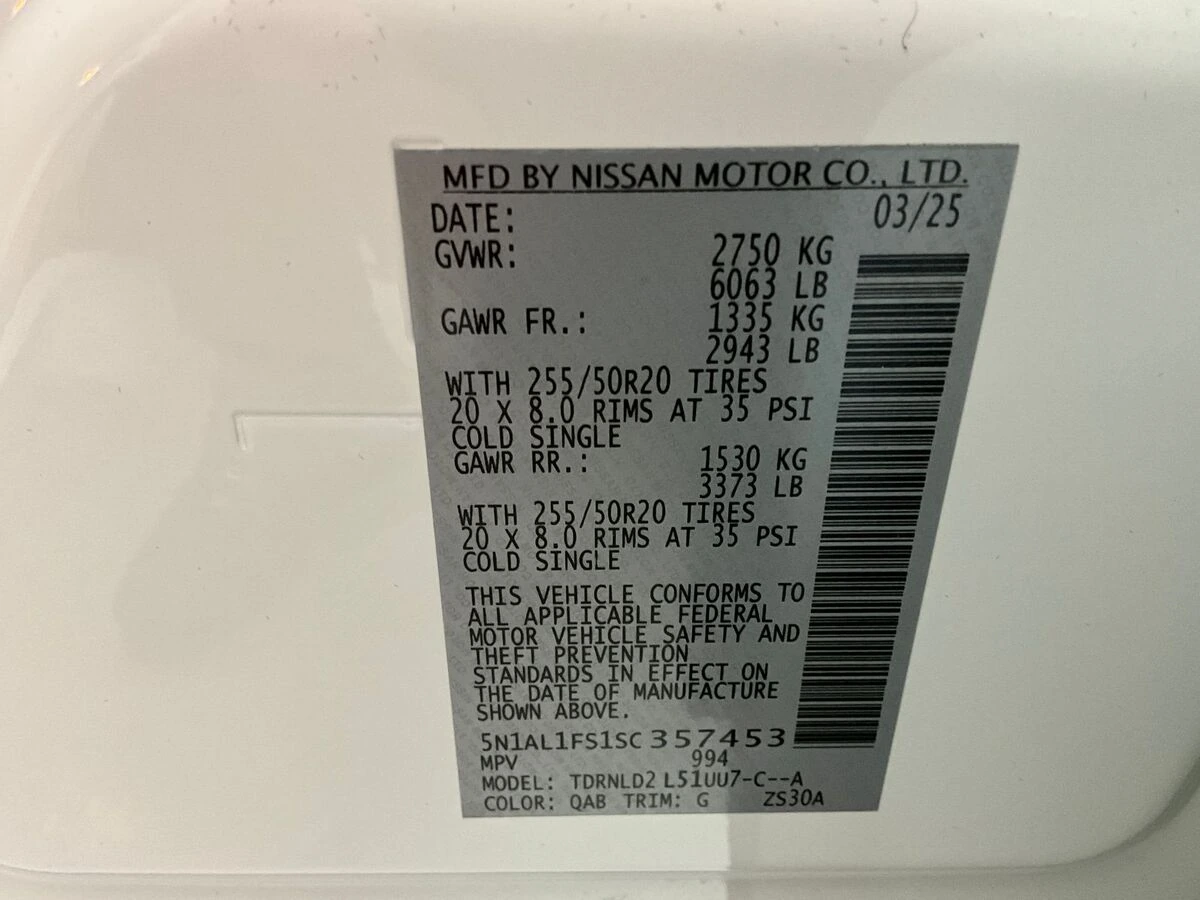 MFD BY NISSAN MOTOR CO., LTD.
DATE: 03/25
GVWR: 2750 KG
6063 LB
GAWR FR.: 1335 KG
2943 LB
WITH 255/50R20 TIRES
20 X 8.0 RIMS AT 35 PSI
COLD SINGLE
GAWR RR.: 1530 KG
3373 LB
WITH 255/50R20 TIRES
20 X 8.0 RIMS AT 35 PSI
COLD SINGLE
THIS VEHICLE CONFORMS TO
ALL APPLICABLE FEDERAL
MOTOR VEHICLE SAFETY AND
THEFT PREVENTION
STANDARDS IN EFFECT ON
THE DATE OF MANUFACTURE
SHOWN ABOVE.
5N1AL1FS1SC357453
MPV 994
MODEL: TDRNLD2 L51UU7-C--A
COLOR: QAB TRIM: G ZS30A